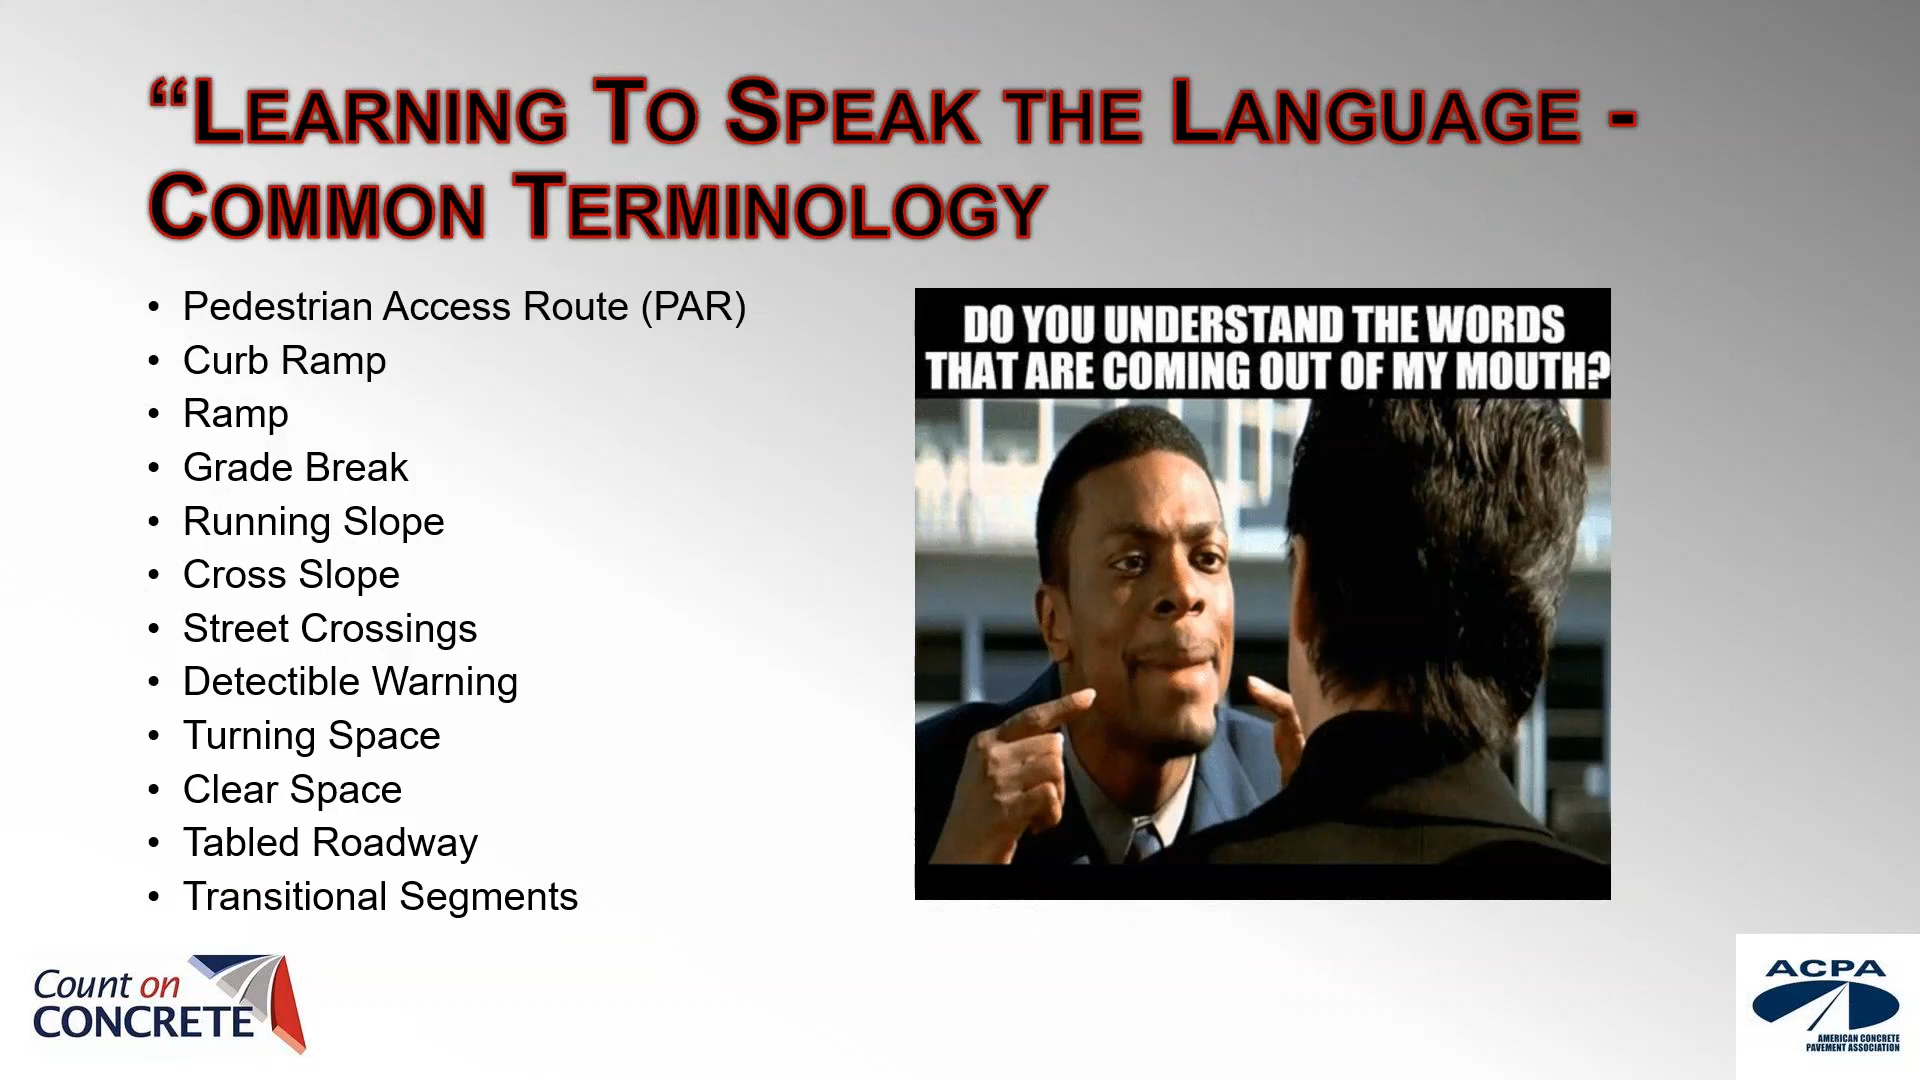 “Learning To Speak the Language -
Common Terminology
• Pedestrian Access Route (PAR)
• Curb Ramp
• Ramp
• Grade Break
• Running Slope
• Cross Slope
• Street Crossings
• Detectible Warning
• Turning Space
• Clear Space
• Tabled Roadway
• Transitional Segments
DO YOU UNDERSTAND THE WORDS
THAT ARE COMING OUT OF MY MOUTH?
Count on
CONCRETE
ACPA
AMERICAN CONCRETE
PAVEMENT ASSOCIATION